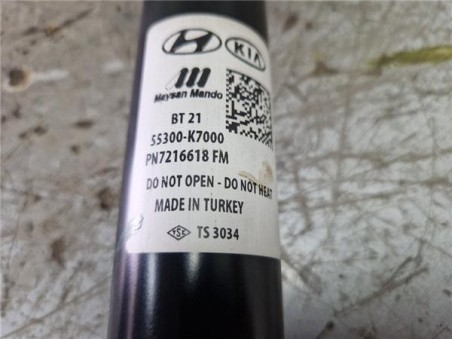 KIA
Maysan Mando
BT 21
55300-K7000
PN7216618 FM
DO NOT OPEN - DO NOT HEAT
MADE IN TURKEY
TSE TS 3034